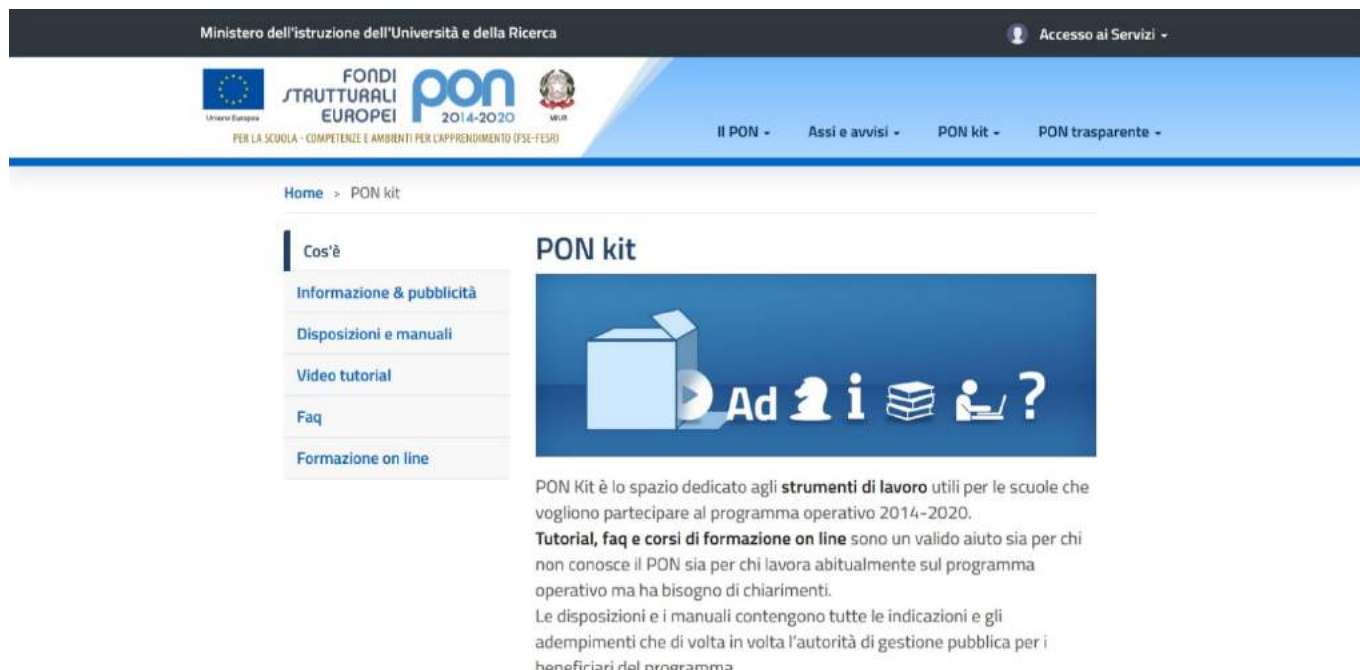 Ministero dell'istruzione dell'Università e della Ricerca
Accesso ai Servizi
Unione Europea
FONDI
STRUTTURALI
EUROPEI
pon
2014-2020
MIUR
PER LA SCUOLA - COMPETENZE E AMBIENTI PER L'APPRENDIMENTO (FSE-FESR)
Il PON
Assi e avvisi
PON kit
PON trasparente
Home > PON kit
Cos'è
Informazione & pubblicità
Disposizioni e manuali
Video tutorial
Faq
Formazione on line
PON kit
Ad i ?
PON Kit è lo spazio dedicato agli strumenti di lavoro utili per le scuole che
vogliono partecipare al programma operativo 2014-2020.
Tutorial, faq e corsi di formazione on line sono un valido aiuto sia per chi
non conosce il PON sia per chi lavora abitualmente sul programma
operativo ma ha bisogno di chiarimenti.
Le disposizioni e i manuali contengono tutte le indicazioni e gli
adempimenti che di volta in volta l'autorità di gestione pubblica per i
beneficiari del programma